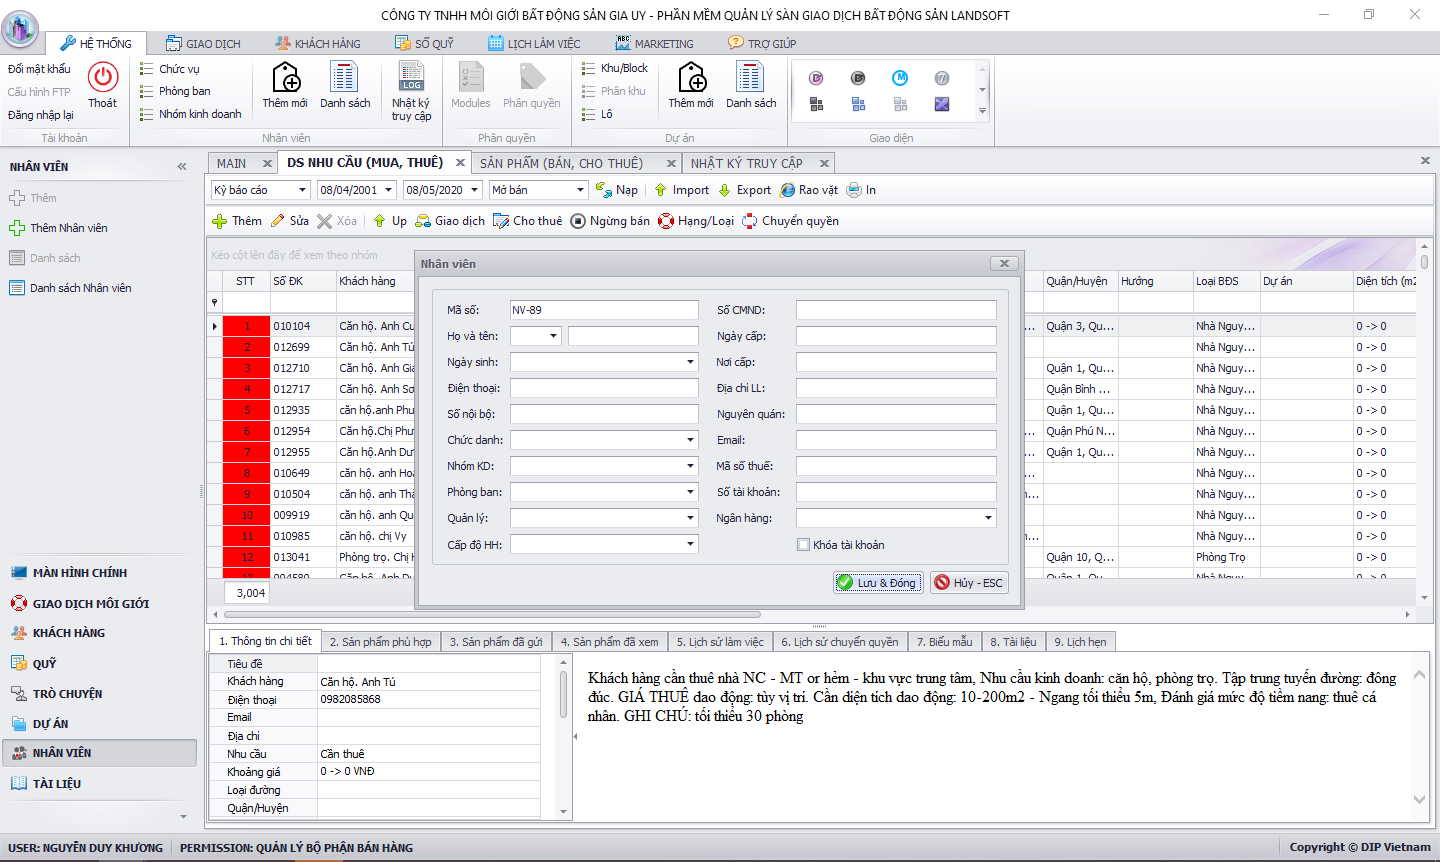 CÔNG TY TNHH MÔI GIỚI BẤT ĐỘNG SẢN GIA UY - PHẦN MỀM QUẢN LÝ SÀN GIAO DỊCH BẤT ĐỘNG SẢN LANDSOFT
HỆ THỐNG GIAO DỊCH KHÁCH HÀNG SỔ QUỸ LỊCH LÀM VIỆC MARKETING TRỢ GIÚP
Đổi mật khẩu
Cấu hình FTP
Đăng nhập lại
Thoát
Tài khoản
Chức vụ
Phòng ban
Nhóm kinh doanh
Thêm mới
Danh sách
Nhân viên
LOG
Nhật ký
truy cập
Modules
Phân quyền
Phân quyền
Khu/Block
Phân khu
Lô
Thêm mới
Danh sách
Dự án
Giao diện
NHÂN VIÊN
Thêm
Thêm Nhân viên
Danh sách
Danh sách Nhân viên
MÀN HÌNH CHÍNH
GIAO DỊCH MÔI GIỚI
KHÁCH HÀNG
QUỸ
TRÒ CHUYỆN
DỰ ÁN
NHÂN VIÊN
TÀI LIỆU
MAIN DS NHU CẦU (MUA, THUÊ) SẢN PHẨM (BÁN, CHO THUÊ) NHẬT KÝ TRUY CẬP
Kỳ báo cáo 08/04/2001 08/05/2020 Mở bán Nạp Import Export Rao vặt In
Thêm Sửa Xóa Up Giao dịch Cho thuê Ngừng bán Hạng/Loại Chuyển quyền
Kéo cột lên đây để xem theo nhóm
STT Số ĐK Khách hàng Quận/Huyện Hướng Loại BĐS Dự án Diện tích (m2
1 010104 Căn hộ. Anh Cu ... Quận 3, Qu... Nhà Nguy... 0 -> 0
2 012699 Căn hộ. Anh Tú Nhà Nguy... 0 -> 0
3 012710 Căn hộ. Anh Gia Quận 1, Qu... Nhà Nguy... 0 -> 0
4 012717 Căn hộ. Anh Sơ Quận Bình ... Nhà Nguy... 0 -> 0
5 012935 căn hộ.anh Phu Quận 1, Qu... Nhà Nguy... 0 -> 0
6 012954 Căn hộ.Chị Phư ... Quận Phú N... Nhà Nguy... 0 -> 0
7 012955 Căn hộ.Anh Dư ... Quận 1, Qu... Nhà Nguy... 0 -> 0
8 010649 căn hộ. anh Hoà Nhà Nguy... 0 -> 0
9 010504 căn hộ. anh Thà n... Nhà Nguy... 0 -> 0
10 009919 căn hộ. anh Qu Nhà Nguy... 0 -> 0
11 010985 căn hộ. chị Vy Nhà Nguy... 0 -> 0
12 013041 Phòng trọ. Chị H Quận 10, Q... Phòng Trọ 0 -> 0
3,004
Nhân viên
Mã số: NV-89 Số CMND:
Họ và tên: Ngày cấp:
Ngày sinh: Nơi cấp:
Điện thoại: Địa chỉ LL:
Số nội bộ: Nguyên quán:
Chức danh: Email:
Nhóm KD: Mã số thuế:
Phòng ban: Số tài khoản:
Quản lý: Ngân hàng:
Cấp độ HH: Khóa tài khoản
Lưu & Đóng Hủy - ESC
1. Thông tin chi tiết 2. Sản phẩm phù hợp 3. Sản phẩm đã gửi 4. Sản phẩm đã xem 5. Lịch sử làm việc 6. Lịch sử chuyển quyền 7. Biểu mẫu 8. Tài liệu 9. Lịch hẹn
Tiêu đề
Khách hàng Căn hộ. Anh Tú
Điện thoại 0982085868
Email
Địa chỉ
Nhu cầu Cần thuê
Khoảng giá 0 -> 0 VNĐ
Loại đường
Quận/Huyện
Khách hàng cần thuê nhà NC - MT or hẻm - khu vực trung tâm, Nhu cầu kinh doanh: căn hộ, phòng trọ. Tập trung tuyến đường: đông
đúc. GIÁ THUÊ dao động: tùy vị trí. Cần diện tích dao động: 10-200m2 - Ngang tối thiểu 5m, Đánh giá mức độ tiềm năng: thuê cá
nhân. GHI CHÚ: tối thiểu 30 phòng
USER: NGUYỄN DUY KHƯƠNG PERMISSION: QUẢN LÝ BỘ PHẬN BÁN HÀNG Copyright © DIP Vietnam